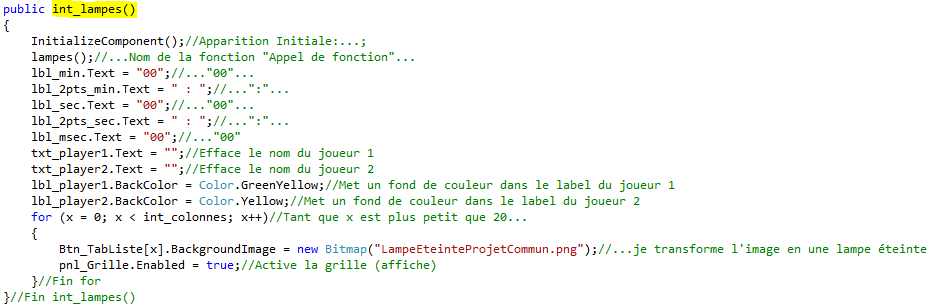 public int_lampes()
{
InitializeComponent();//Apparition Initiale:...;
lampes();//...Nom de la fonction "Appel de fonction"...
lbl_min.Text = "00";//..."00"...
lbl_2pts_min.Text = " : ";//...":"...
lbl_sec.Text = "00";//..."00"...
lbl_2pts_sec.Text = " : ";//...":"...
lbl_msec.Text = "00";//..."00"
txt_player1.Text = "";//Efface le nom du joueur 1
txt_player2.Text = "";//Efface le nom du joueur 2
lbl_player1.BackColor = Color.GreenYellow;//Met un fond de couleur dans le label du joueur 1
lbl_player2.BackColor = Color.Yellow;//Met un fond de couleur dans le label du joueur 2
for (x = 0; x < int_colonnes; x++)//Tant que x est plus petit que 20...
{
Btn_TabListe[x].BackgroundImage = new Bitmap("LampeEteinteProjetCommun.png");//...je transforme l'image en une lampe éteinte
pnl_Grille.Enabled = true;//Active la grille (affiche)
}//Fin for
}//Fin int_lampes()